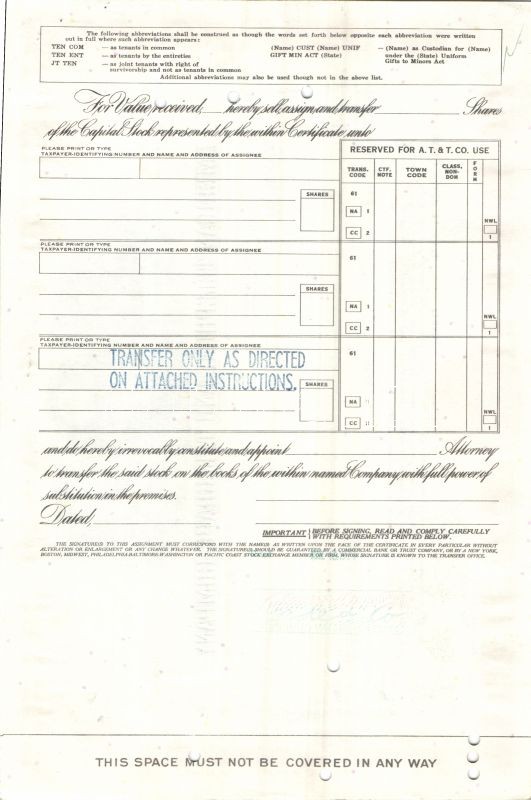 The following abbreviations shall be construed as though the words set forth below opposite each abbreviation were written
out in full where such abbreviation appears:
TEN COM — as tenants in common (Name) CUST (Name) UNIF — (Name) as Custodian for (Name)
TEN ENT — as tenants by the entireties GIFT MIN ACT (State) under the (State) Uniform
JT TEN — as joint tenants with right of Gifts to Minors Act
survivorship and not as tenants in common
Additional abbreviations may also be used though not in the above list.
For Value received, hereby sell, assign and transfer Shares
of the Capital Stock represented by the within Certificate, unto
PLEASE PRINT OR TYPE
TAXPAYER-IDENTIFYING NUMBER AND NAME AND ADDRESS OF ASSIGNEE
SHARES
RESERVED FOR A. T. & T. CO. USE
TRANS. CODE CTF. NOTE TOWN CODE CLASS, NON-DOM FORM
61
NA 1
CC 2
NWL
1
PLEASE PRINT OR TYPE
TAXPAYER-IDENTIFYING NUMBER AND NAME AND ADDRESS OF ASSIGNEE
SHARES
61
NA 1
CC 2
NWL
1
PLEASE PRINT OR TYPE
TAXPAYER-IDENTIFYING NUMBER AND NAME AND ADDRESS OF ASSIGNEE
TRANSFER ONLY AS DIRECTED
ON ATTACHED INSTRUCTIONS.
SHARES
61
NA
CC
NWL
1
and do hereby irrevocably constitute and appoint Attorney
to transfer the said stock on the books of the within named Company with full power of
substitution in the premises.
Dated,
IMPORTANT } BEFORE SIGNING, READ AND COMPLY CAREFULLY
WITH REQUIREMENTS PRINTED BELOW.
THE SIGNATURE(S) TO THIS ASSIGNMENT MUST CORRESPOND WITH THE NAME(S) AS WRITTEN UPON THE FACE OF THE CERTIFICATE IN EVERY PARTICULAR WITHOUT
ALTERATION OR ENLARGEMENT OR ANY CHANGE WHATEVER. THE SIGNATURE(S) SHOULD BE GUARANTEED BY A COMMERCIAL BANK OR TRUST COMPANY, OR BY A NEW YORK,
BOSTON, MIDWEST, PHILADELPHIA-BALTIMORE-WASHINGTON OR PACIFIC COAST STOCK EXCHANGE MEMBER OR FIRM, WHOSE SIGNATURE IS KNOWN TO THE TRANSFER OFFICE.
THIS SPACE MUST NOT BE COVERED IN ANY WAY